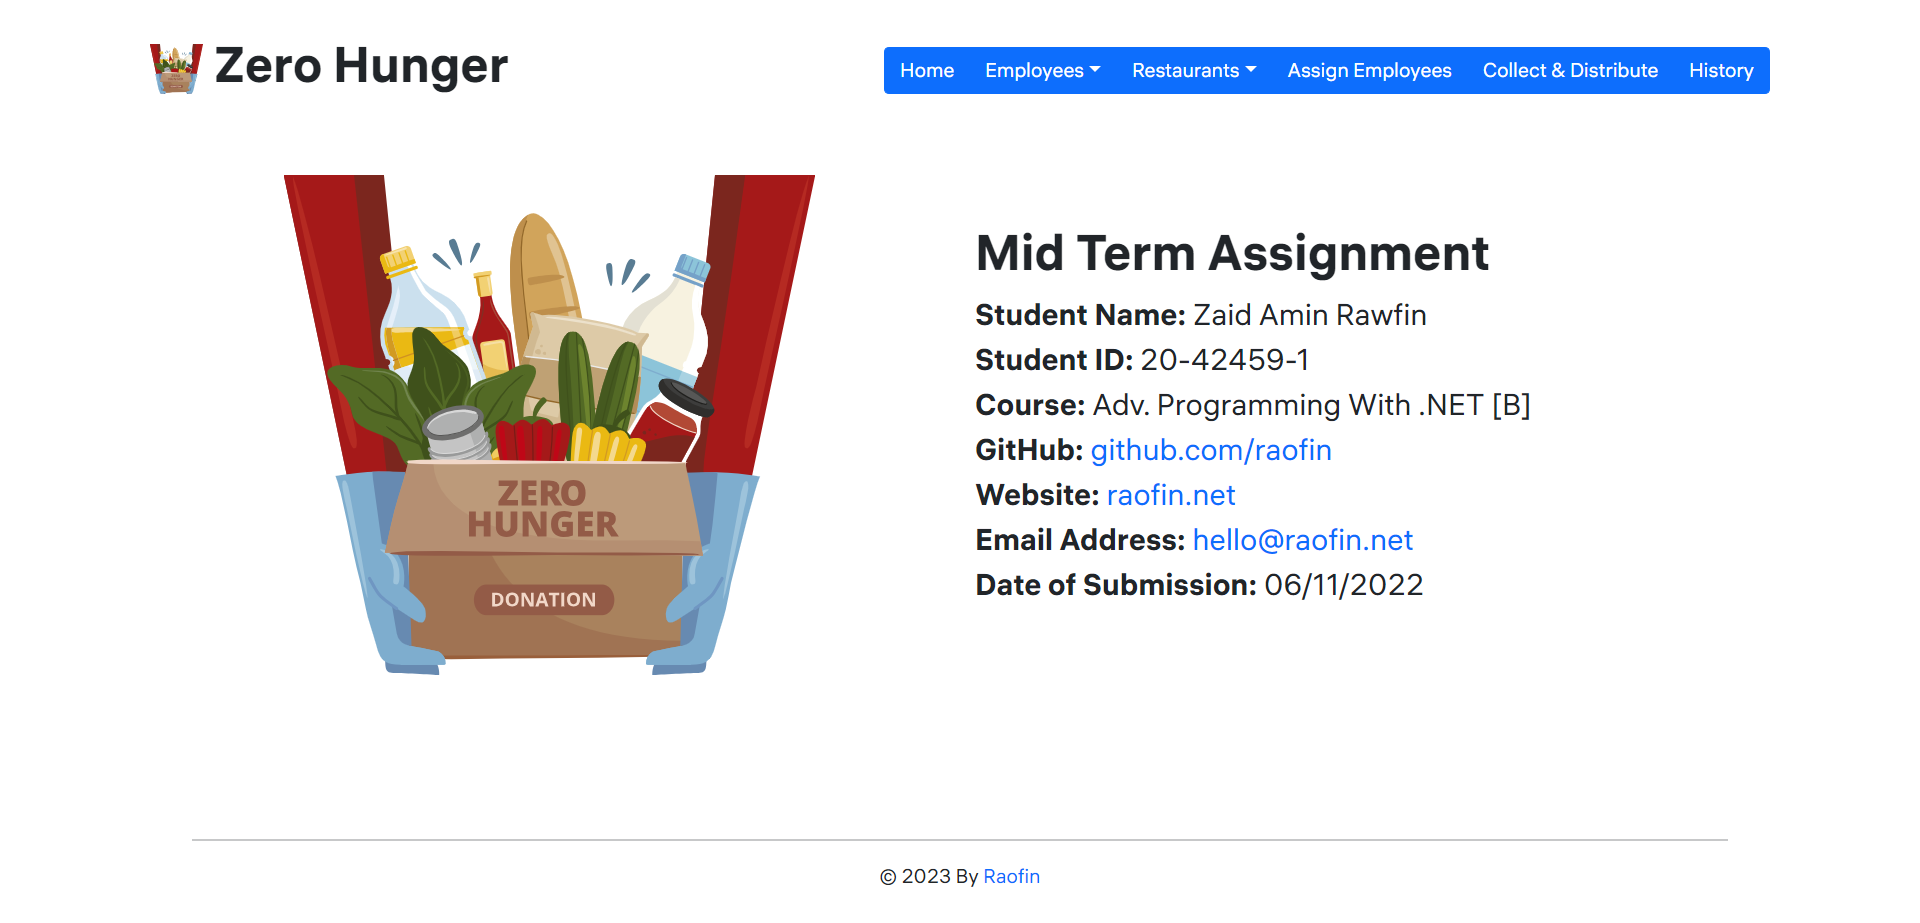 Zero Hunger
Home Employees Restaurants Assign Employees Collect & Distribute History
ZERO
HUNGER
DONATION
Mid Term Assignment
Student Name: Zaid Amin Rawfin
Student ID: 20-42459-1
Course: Adv. Programming With .NET [B]
GitHub: github.com/raofin
Website: raofin.net
Email Address: hello@raofin.net
Date of Submission: 06/11/2022
© 2023 By Raofin